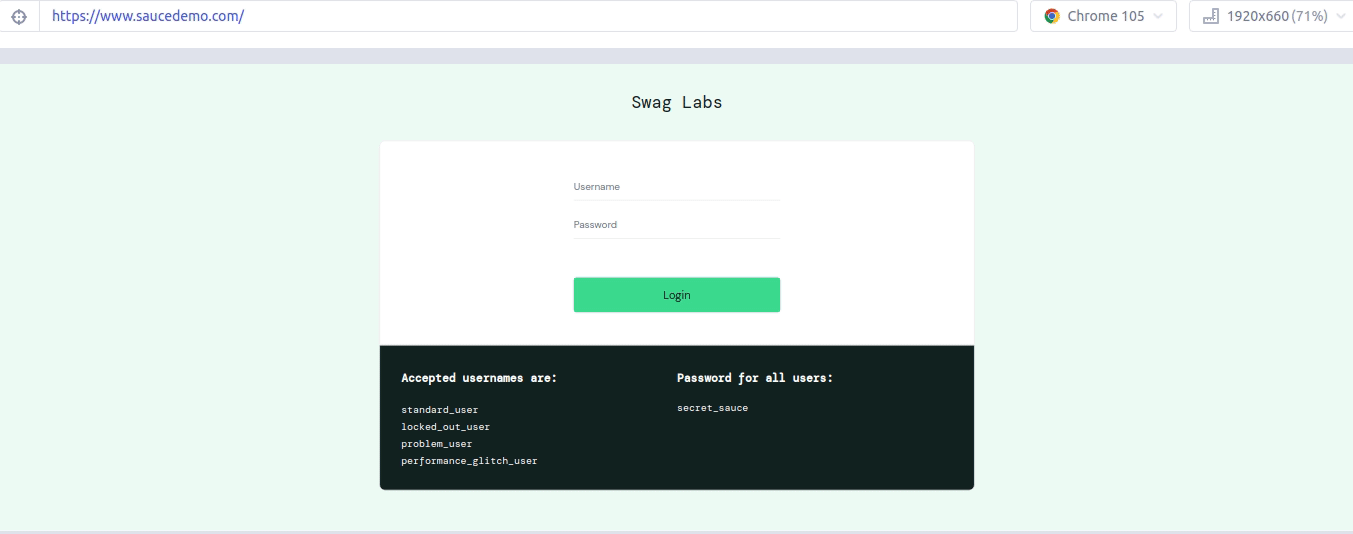 https://www.saucedemo.com/
Chrome 105
1920x660 (71%)
Swag Labs
Username
Password
Login
Accepted usernames are:
standard_user
locked_out_user
problem_user
performance_glitch_user
Password for all users:
secret_sauce